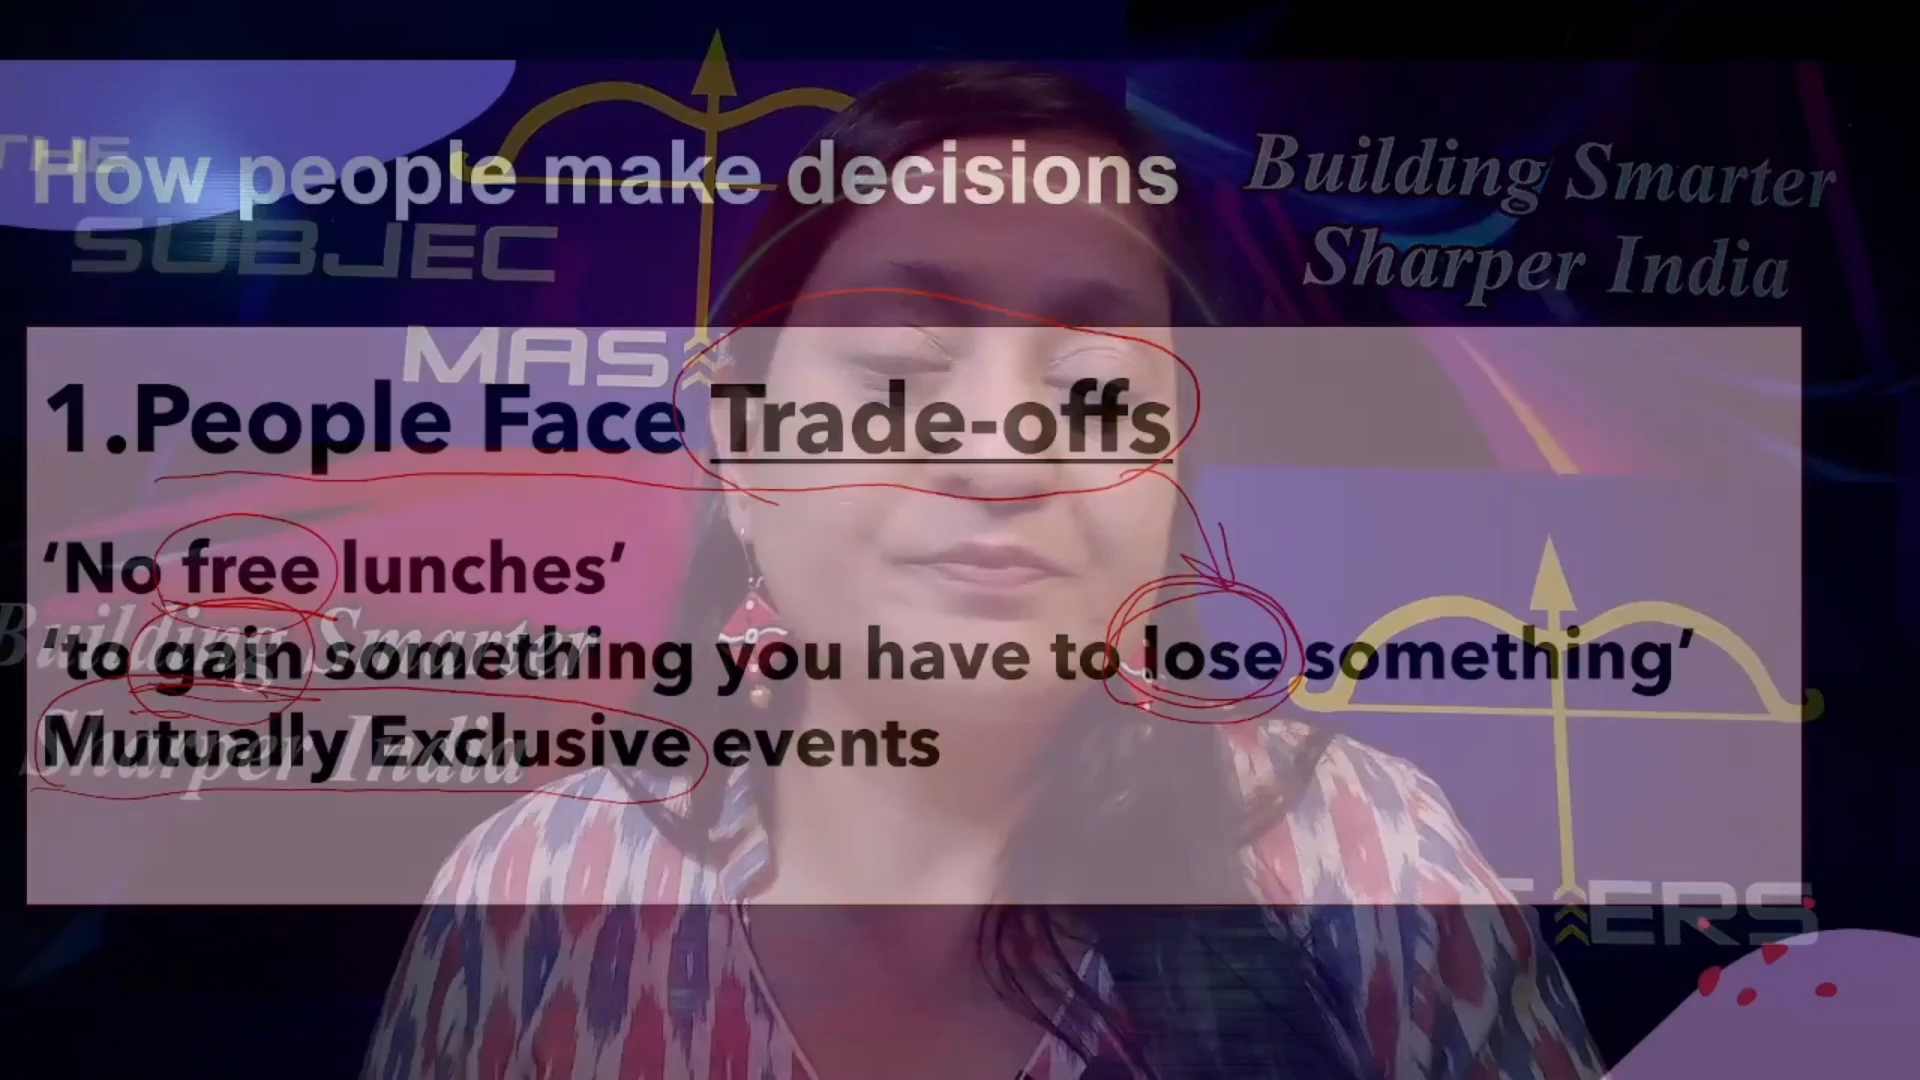 THE
How people make decisions
Building Smarter
Sharper India
SUBJEC
MAS
1.People Face Trade-offs
‘No free lunches’
Building Smarter
‘to gain something you have to lose something’
Sharper India
Mutually Exclusive events
ERS